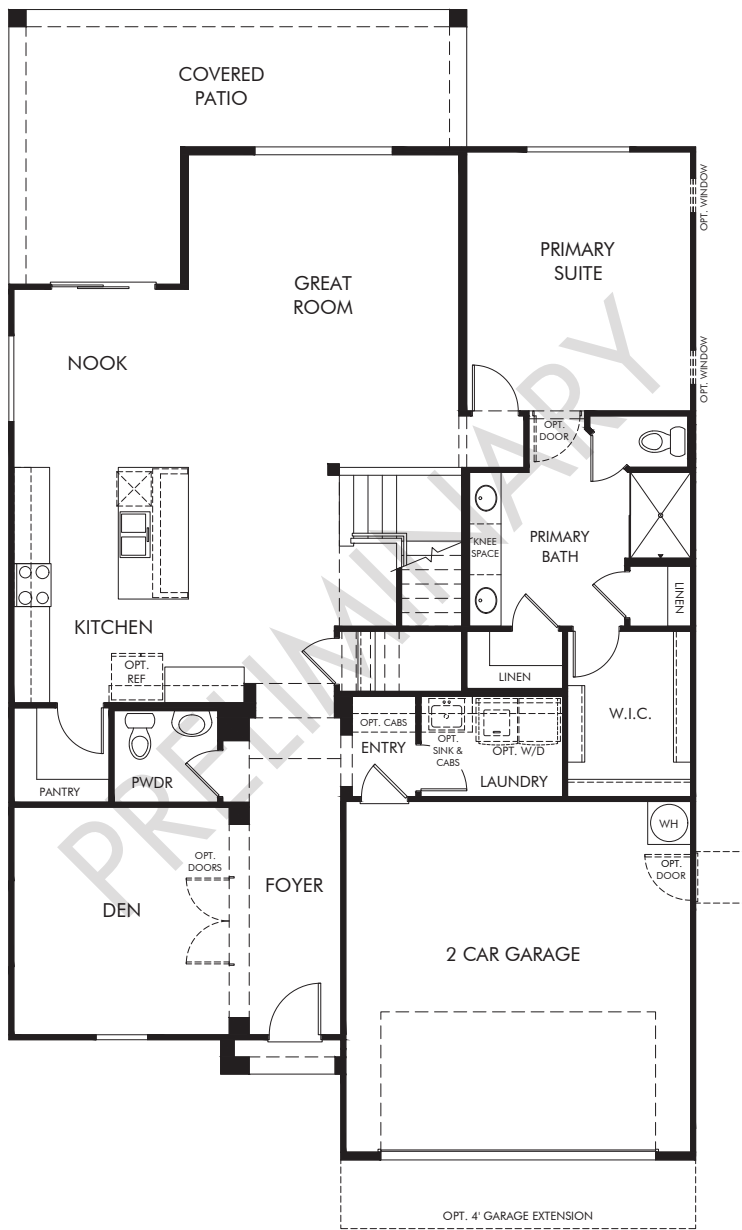 COVERED
PATIO
OPT. WINDOW
PRIMARY
SUITE
GREAT
ROOM
NOOK
OPT. WINDOW
OPT.
DOOR
PRIMARY
BATH
KNEE
SPACE
LINEN
KITCHEN
OPT.
REF
LINEN
W.I.C.
OPT. CABS
ENTRY
OPT.
SINK &
CABS
OPT. W/D
LAUNDRY
PWDR
PANTRY
WH
OPT.
DOORS
OPT.
DOOR
DEN
FOYER
2 CAR GARAGE
OPT. 4' GARAGE EXTENSION
PRELIMINARY